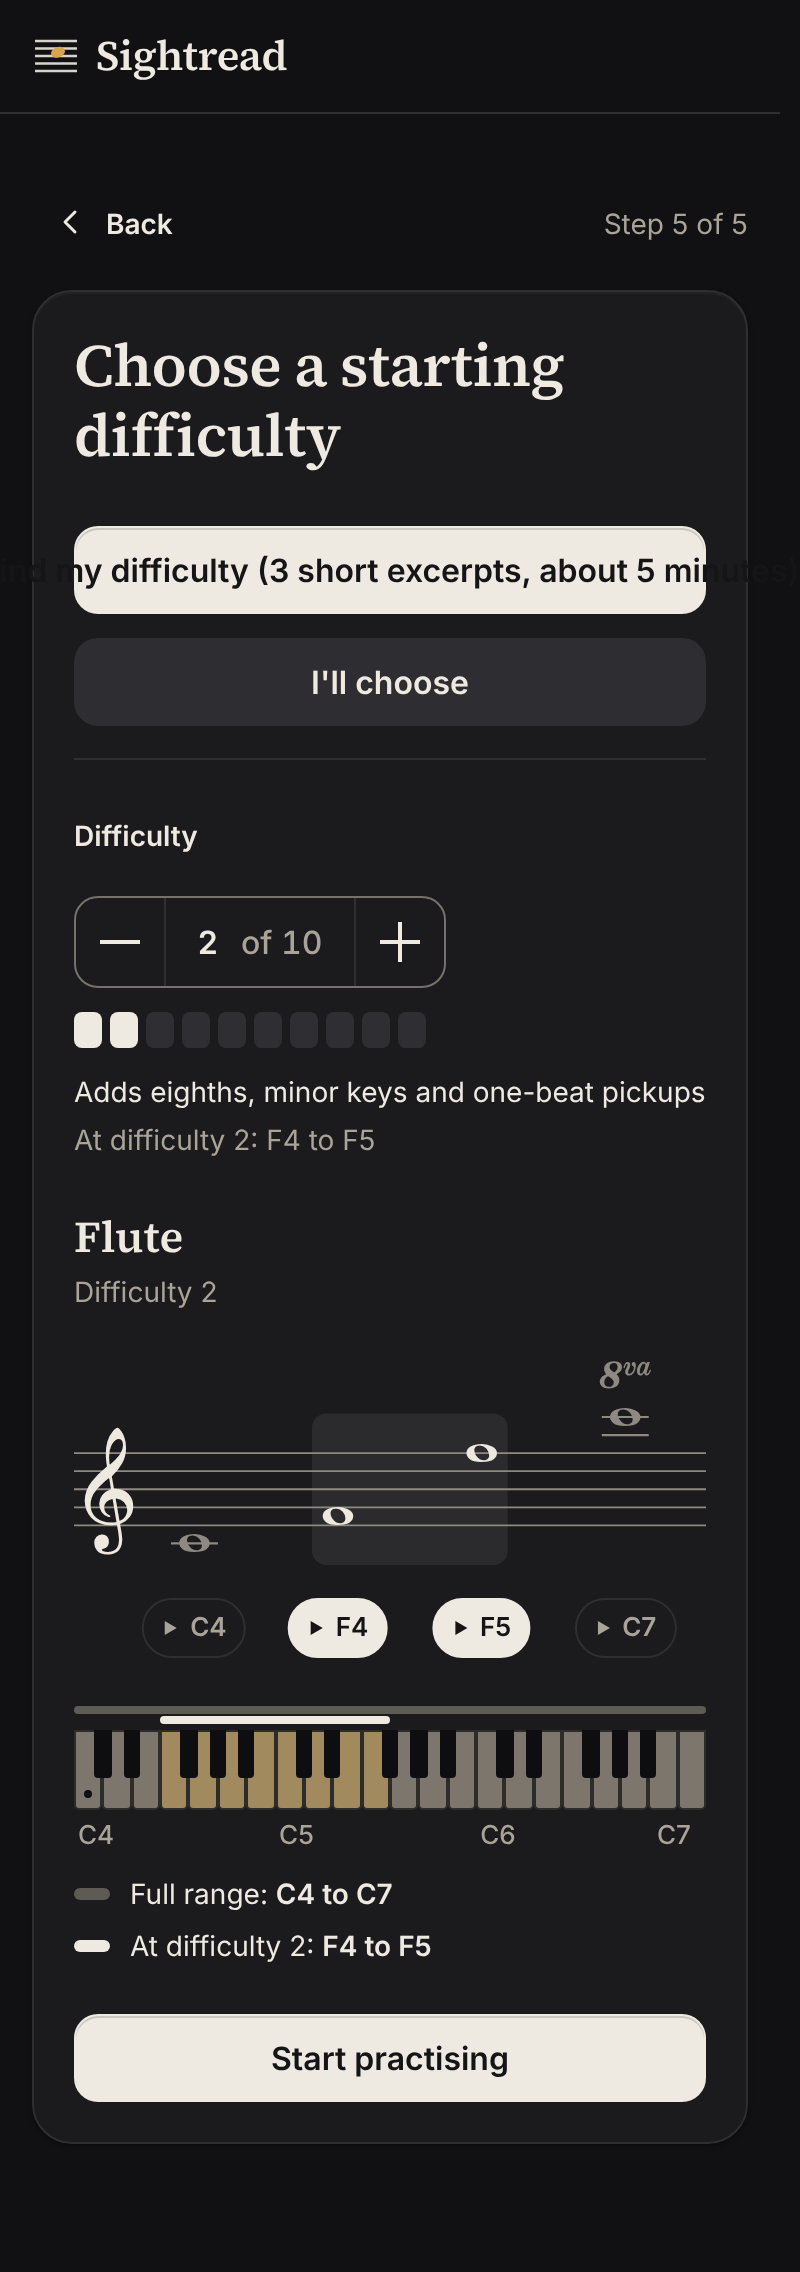 Sightread
Back
Step 5 of 5
Choose a starting
difficulty
ind my difficulty (3 short excerpts, about 5 minutes)
I'll choose
Difficulty
2 of 10
Adds eighths, minor keys and one-beat pickups
At difficulty 2: F4 to F5
Flute
Difficulty 2
8va
C4 F4 F5 C7
C4 C5 C6 C7
Full range: C4 to C7
At difficulty 2: F4 to F5
Start practising